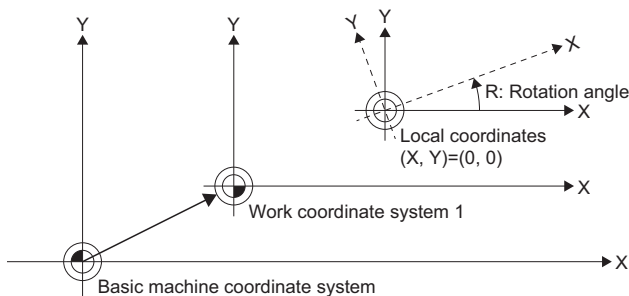 Y
Y
Y
Y
X
R: Rotation angle
X
Local coordinates
(X, Y)=(0, 0)
X
Work coordinate system 1
X
Basic machine coordinate system